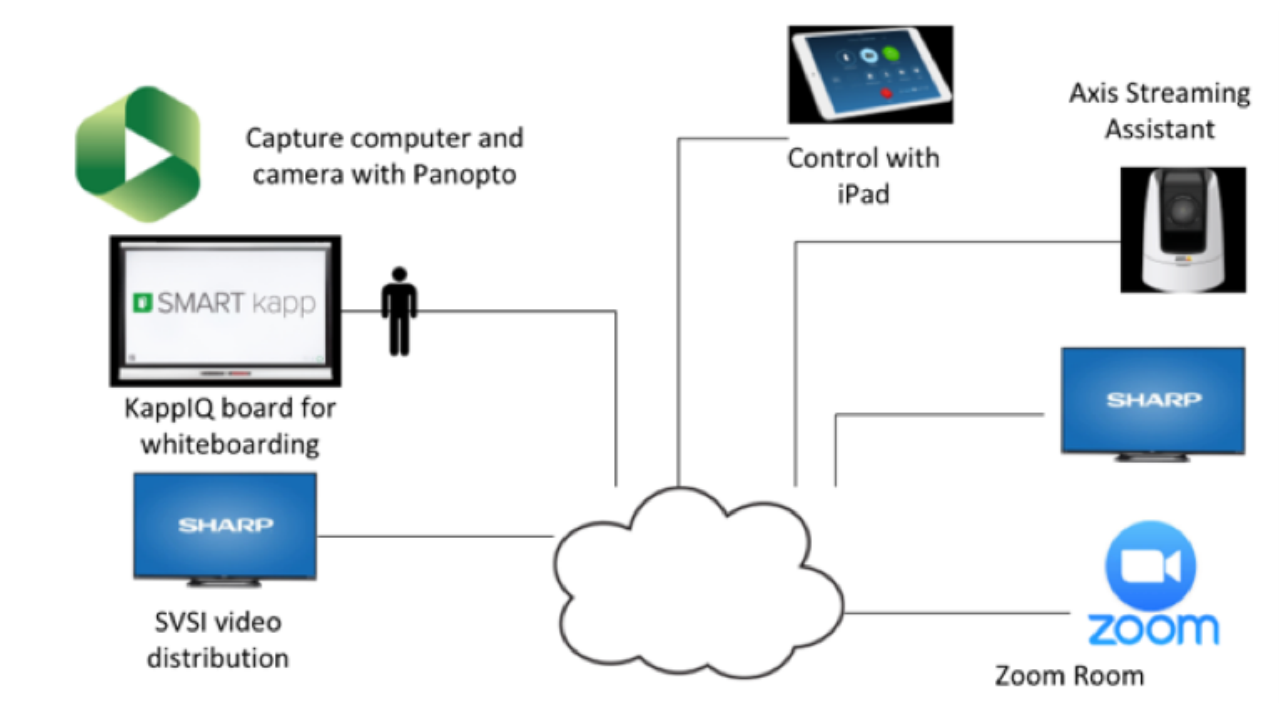 Capture computer and
camera with Panopto
SMART kapp
KappIQ board for
whiteboarding
SHARP
SVSI video
distribution
Control with
iPad
Axis Streaming
Assistant
SHARP
zoom
Zoom Room